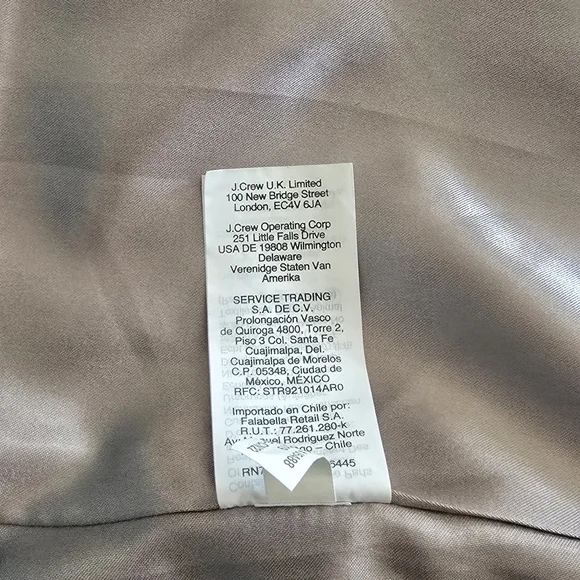 J.Crew U.K. Limited
100 New Bridge Street
London, EC4V 6JA
J.Crew Operating Corp
251 Little Falls Drive
USA DE 19808 Wilmington
Delaware
Verenidge Staten Van
Amerika
SERVICE TRADING
S.A. DE C.V.
Prolongación Vasco
de Quiroga 4800, Torre 2,
Piso 3 Col. Santa Fe
Cuajimalpa, Del.
Cuajimalpa de Morelos
C.P. 05348, Ciudad de
México, MÉXICO
RFC: STR921014AR0
Importado en Chile por:
Falabella Retail S.A.
R.U.T.: 77.261.280-k
Rodriguez Norte
- Chile